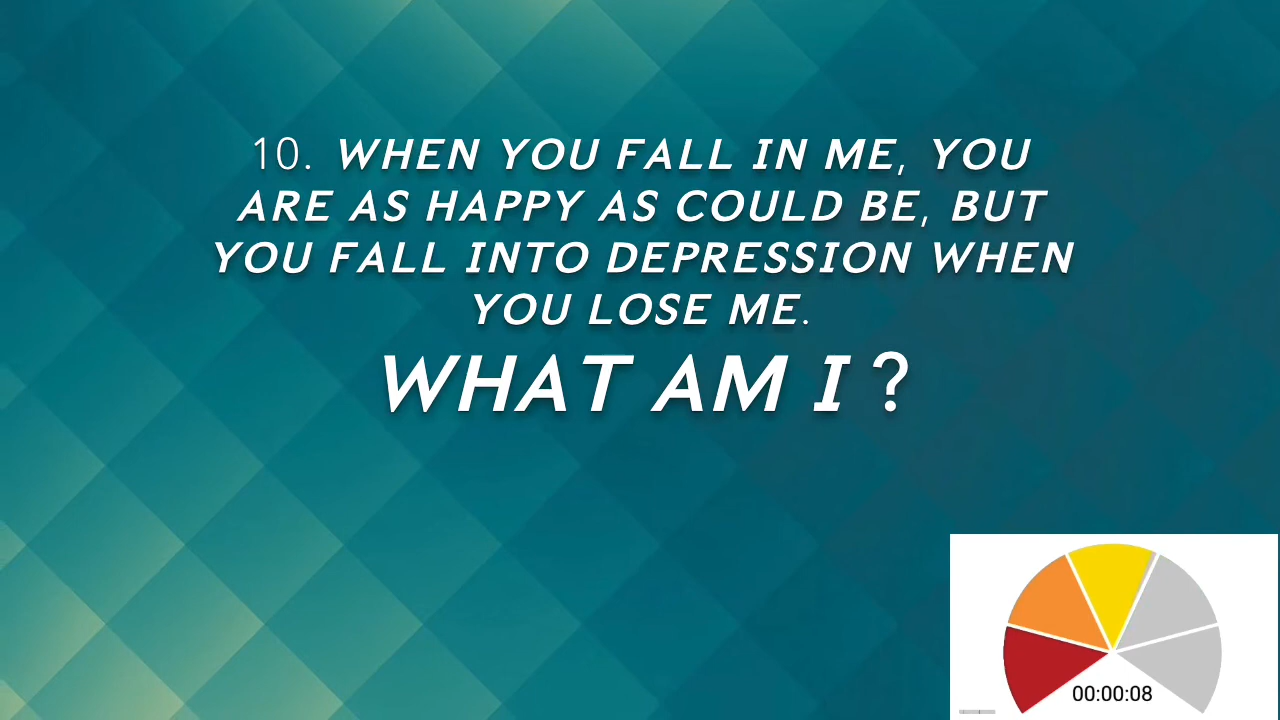 10. WHEN YOU FALL IN ME, YOU
ARE AS HAPPY AS COULD BE, BUT
YOU FALL INTO DEPRESSION WHEN
YOU LOSE ME.
WHAT AM I ?
00:00:08